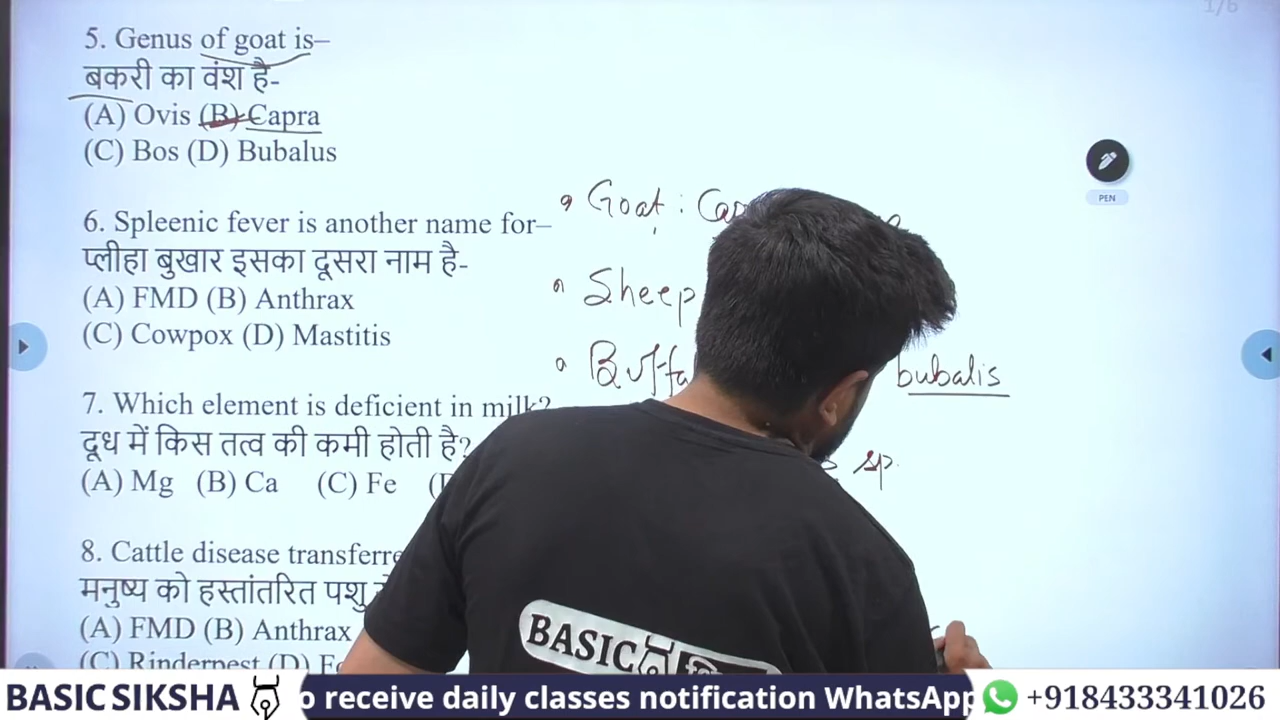 1/6
5. Genus of goat is–
बकरी का वंश है-
(A) Ovis (B) Capra
(C) Bos (D) Bubalus
6. Spleenic fever is another name for–
प्लीहा बुखार इसका दूसरा नाम है-
(A) FMD (B) Anthrax
(C) Cowpox (D) Mastitis
7. Which element is deficient in milk?
दूध में किस तत्व की कमी होती है?
(A) Mg (B) Ca (C) Fe
8. Cattle disease
मनुष्य को हस्तांतरित पशु
(A) FMD (B) Anthrax
(C) Rinderpest (D)
Goat :
Sheep
bubalis
sp.
PEN
BASIC
BASIC SIKSHA
o receive daily classes notification WhatsApp
+918433341026